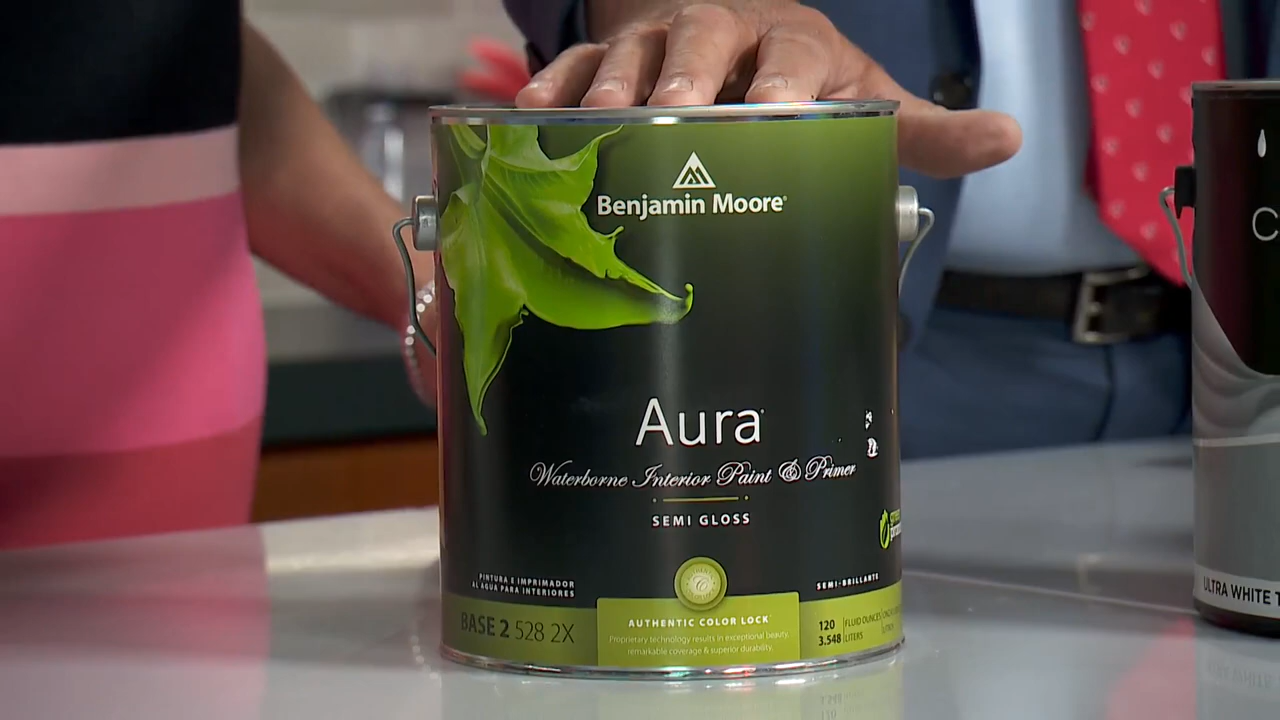 Benjamin Moore®
Aura®
Waterborne Interior Paint & Primer
SEMI GLOSS
PINTURA E IMPRIMADOR
AL AGUA PARA INTERIORES
SEMI-BRILLANTE
BASE 2 528 2X
AUTHENTIC COLOR LOCK™
Proprietary technology results in exceptional beauty,
remarkable coverage & superior durability.
120 FLUID OUNCES
3.548 LITERS
C
ULTRA WHITE T